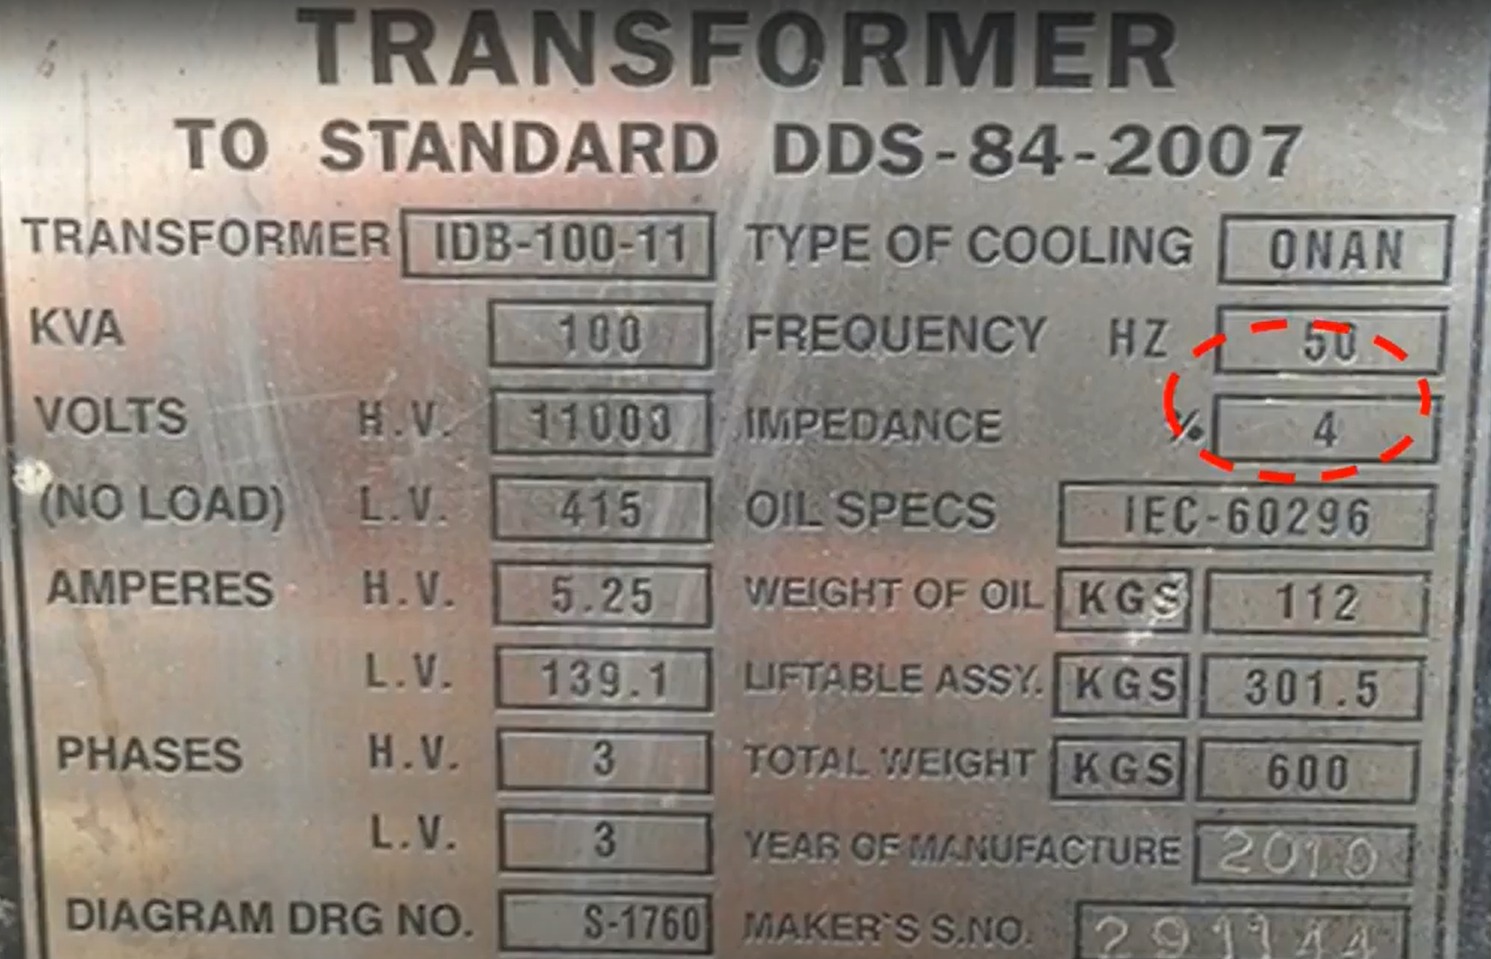 TRANSFORMER
TO STANDARD DDS-84-2007
TRANSFORMER IDB-100-11 TYPE OF COOLING ONAN
KVA 100 FREQUENCY HZ 50
VOLTS H.V. 11000 IMPEDANCE % 4
(NO LOAD) L.V. 415 OIL SPECS IEC-60296
AMPERES H.V. 5.25 WEIGHT OF OIL KGS 112
L.V. 139.1 LIFTABLE ASSY. KGS 301.5
PHASES H.V. 3 TOTAL WEIGHT KGS 600
L.V. 3 YEAR OF MANUFACTURE
DIAGRAM DRG NO. S-1760 MAKER'S S.NO.